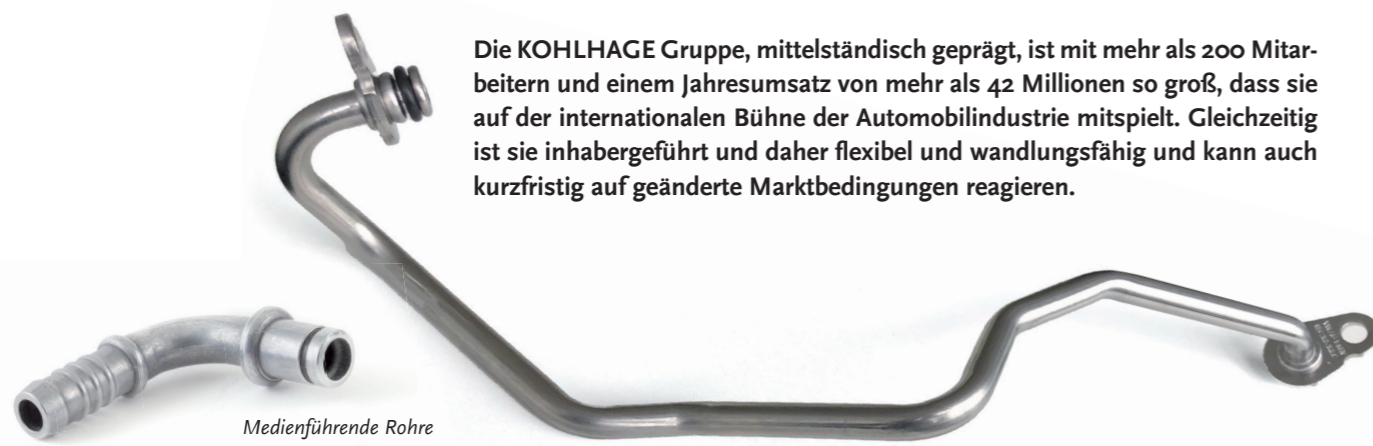 Die KOHLHAGE Gruppe, mittelständisch geprägt, ist mit mehr als 200 Mitar-
beitern und einem Jahresumsatz von mehr als 42 Millionen so groß, dass sie
auf der internationalen Bühne der Automobilindustrie mitspielt. Gleichzeitig
ist sie inhabergeführt und daher flexibel und wandlungsfähig und kann auch
kurzfristig auf geänderte Marktbedingungen reagieren.
Medienführende Rohre